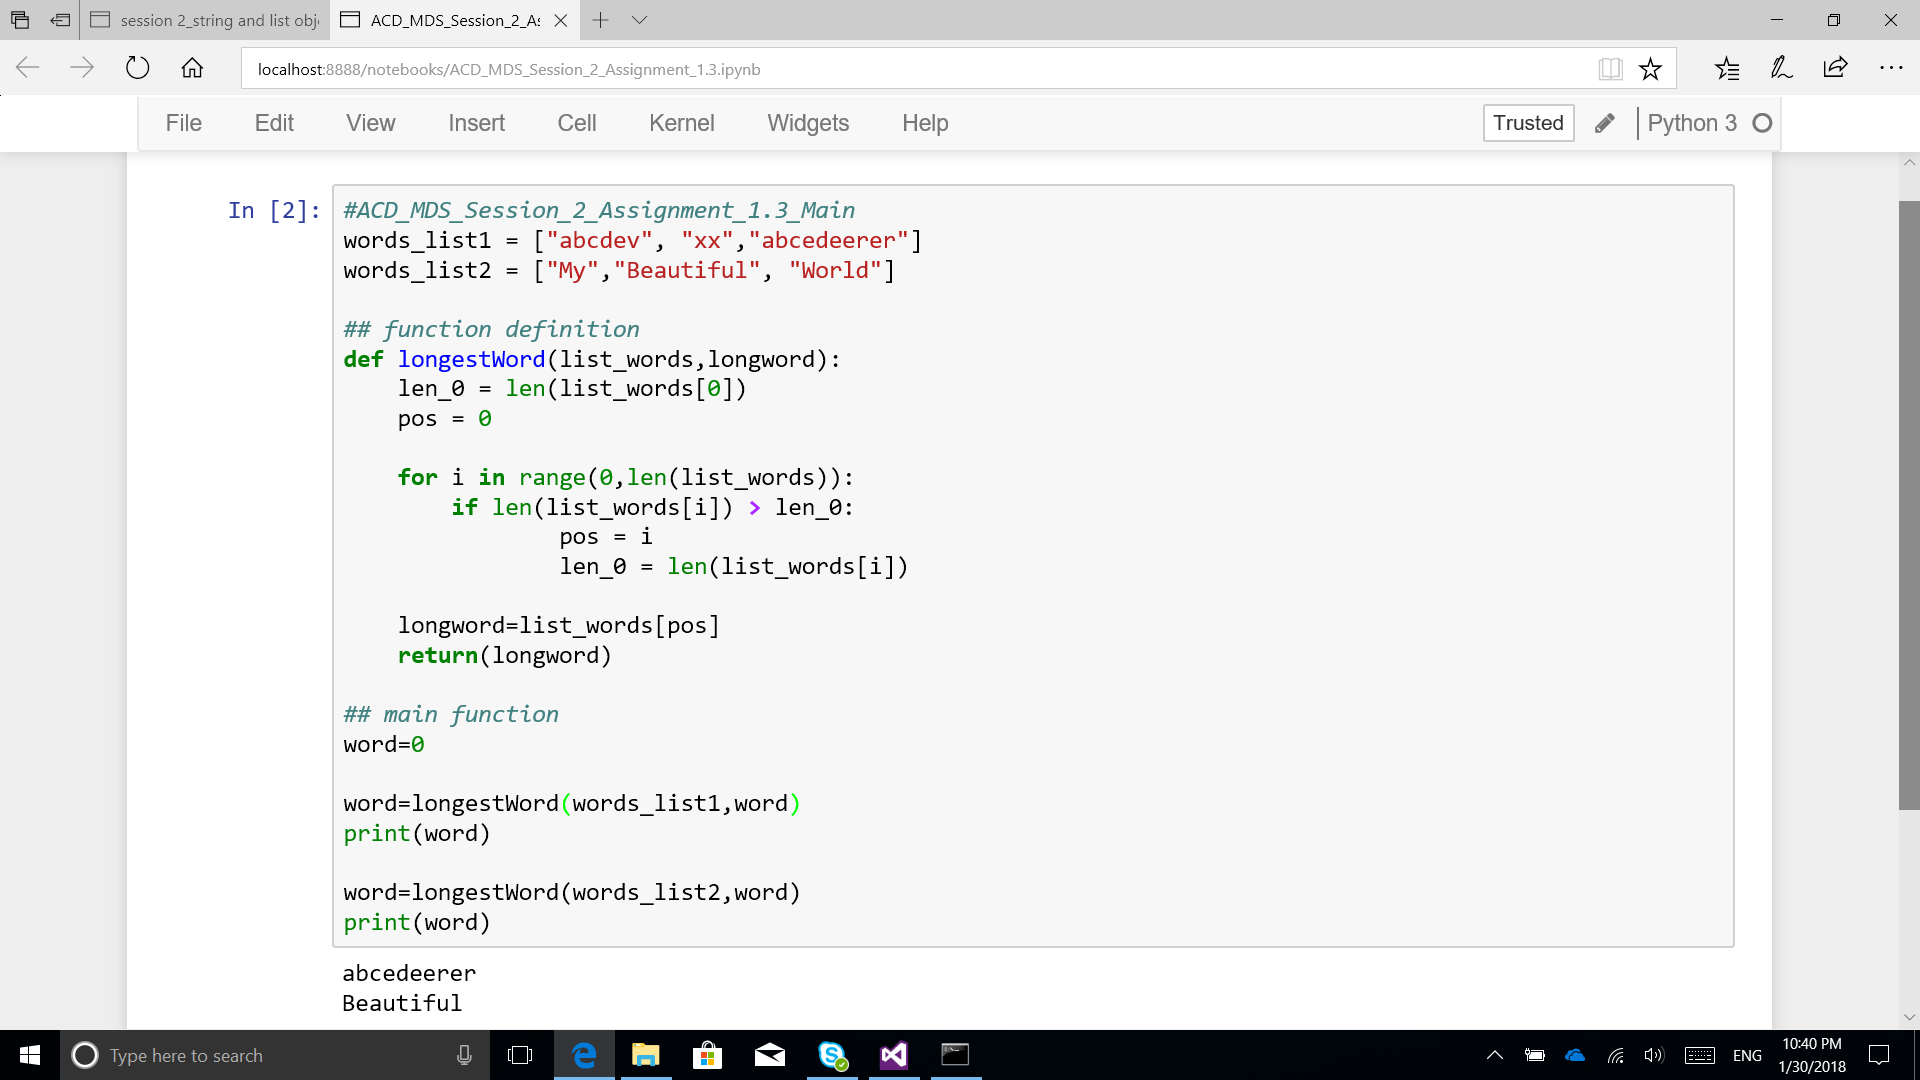 session 2_string and list obj
ACD_MDS_Session_2_As
localhost:8888/notebooks/ACD_MDS_Session_2_Assignment_1.3.ipynb
File Edit View Insert Cell Kernel Widgets Help Trusted Python 3
In [2]:
#ACD_MDS_Session_2_Assignment_1.3_Main
words_list1 = ["abcdev", "xx","abcedeerer"]
words_list2 = ["My","Beautiful", "World"]
## function definition
def longestWord(list_words,longword):
    len_0 = len(list_words[0])
    pos = 0
    for i in range(0,len(list_words)):
        if len(list_words[i]) > len_0:
                pos = i
                len_0 = len(list_words[i])
    longword=list_words[pos]
    return(longword)
## main function
word=0
word=longestWord(words_list1,word)
print(word)
word=longestWord(words_list2,word)
print(word)
abcedeerer
Beautiful
Type here to search
ENG
10:40 PM
1/30/2018